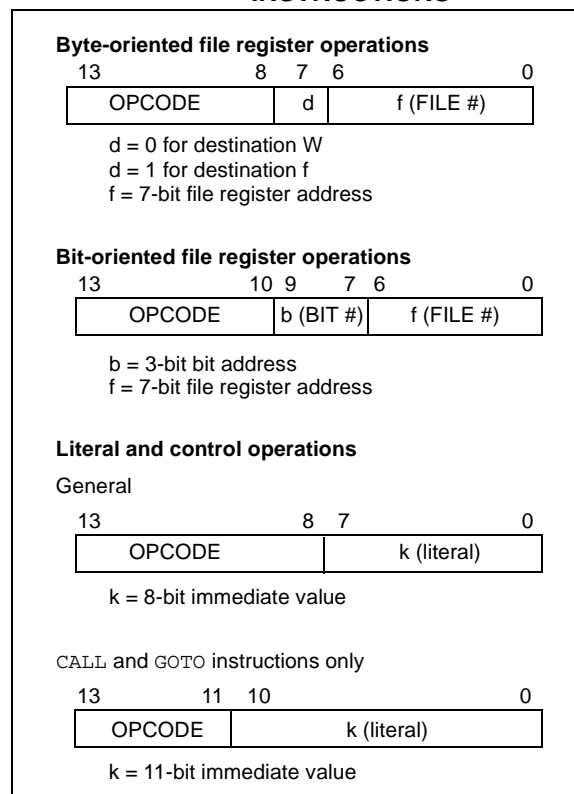 INSTRUCTIONS
Byte-oriented file register operations
13 8 7 6 0
OPCODE d f (FILE #)
d = 0 for destination W
d = 1 for destination f
f = 7-bit file register address
Bit-oriented file register operations
13 10 9 7 6 0
OPCODE b (BIT #) f (FILE #)
b = 3-bit bit address
f = 7-bit file register address
Literal and control operations
General
13 8 7 0
OPCODE k (literal)
k = 8-bit immediate value
CALL and GOTO instructions only
13 11 10 0
OPCODE k (literal)
k = 11-bit immediate value